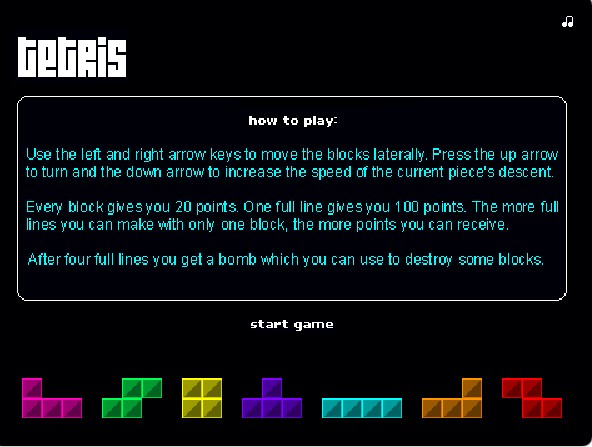 tetris
how to play:
Use the left and right arrow keys to move the blocks laterally. Press the up arrow
to turn and the down arrow to increase the speed of the current piece's descent.
Every block gives you 20 points. One full line gives you 100 points. The more full
lines you can make with only one block, the more points you can receive.
After four full lines you get a bomb which you can use to destroy some blocks.
start game